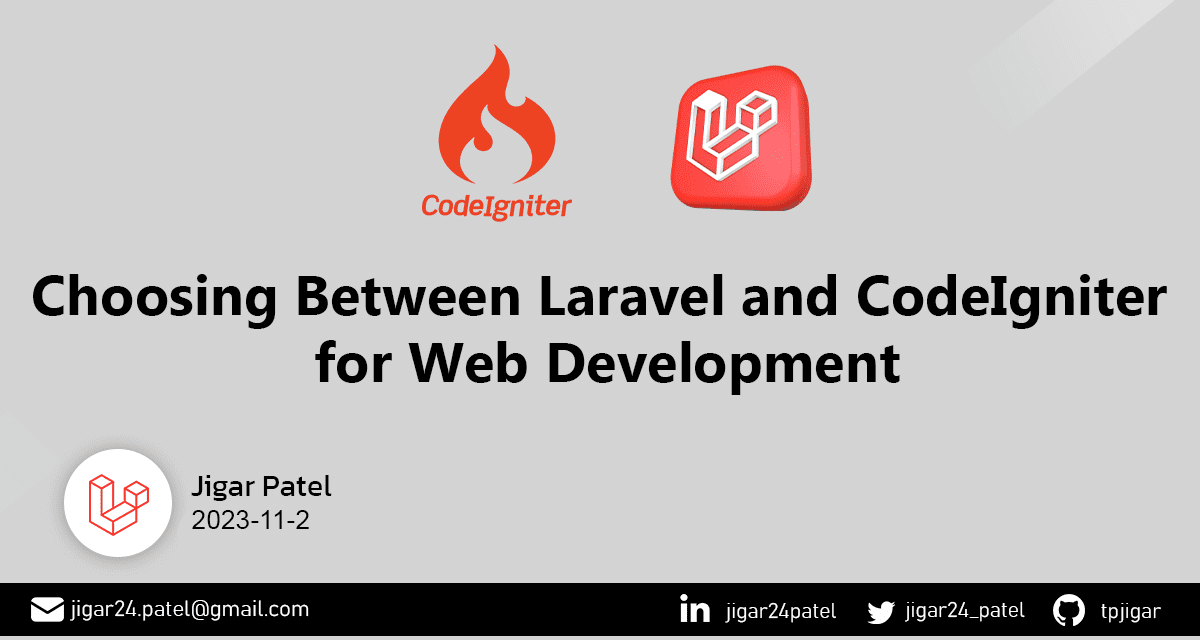 CodeIgniter
Choosing Between Laravel and CodeIgniter
for Web Development
Jigar Patel
2023-11-2
jigar24.patel@gmail.com
jigar24patel
jigar24_patel
tpjigar